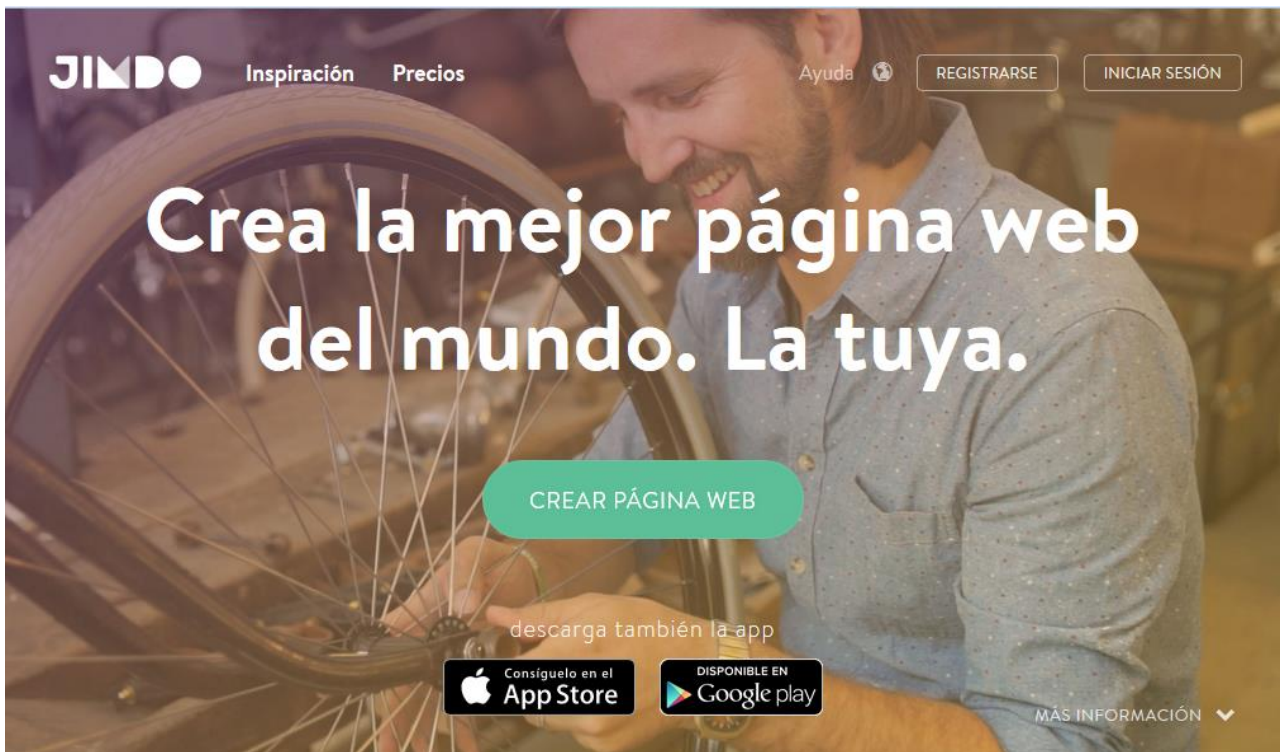 JIMDO Inspiración Precios Ayuda REGISTRARSE INICIAR SESIÓN
Crea la mejor página web
del mundo. La tuya.
CREAR PÁGINA WEB
descarga también la app
Consíguelo en el
App Store
DISPONIBLE EN
Google play
MÁS INFORMACIÓN